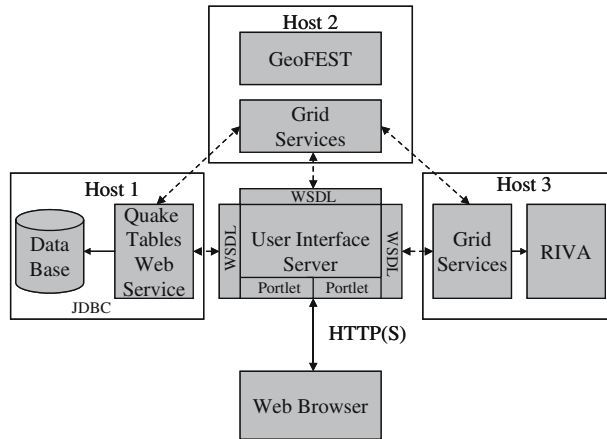 Host 2
GeoFEST
Grid
Services
Host 1
Data
Base
Quake
Tables
Web
Service
JDBC
WSDL
WSDL
User Interface
Server
WSDL
Portlet
Portlet
Host 3
Grid
Services
RIVA
HTTP(S)
Web Browser